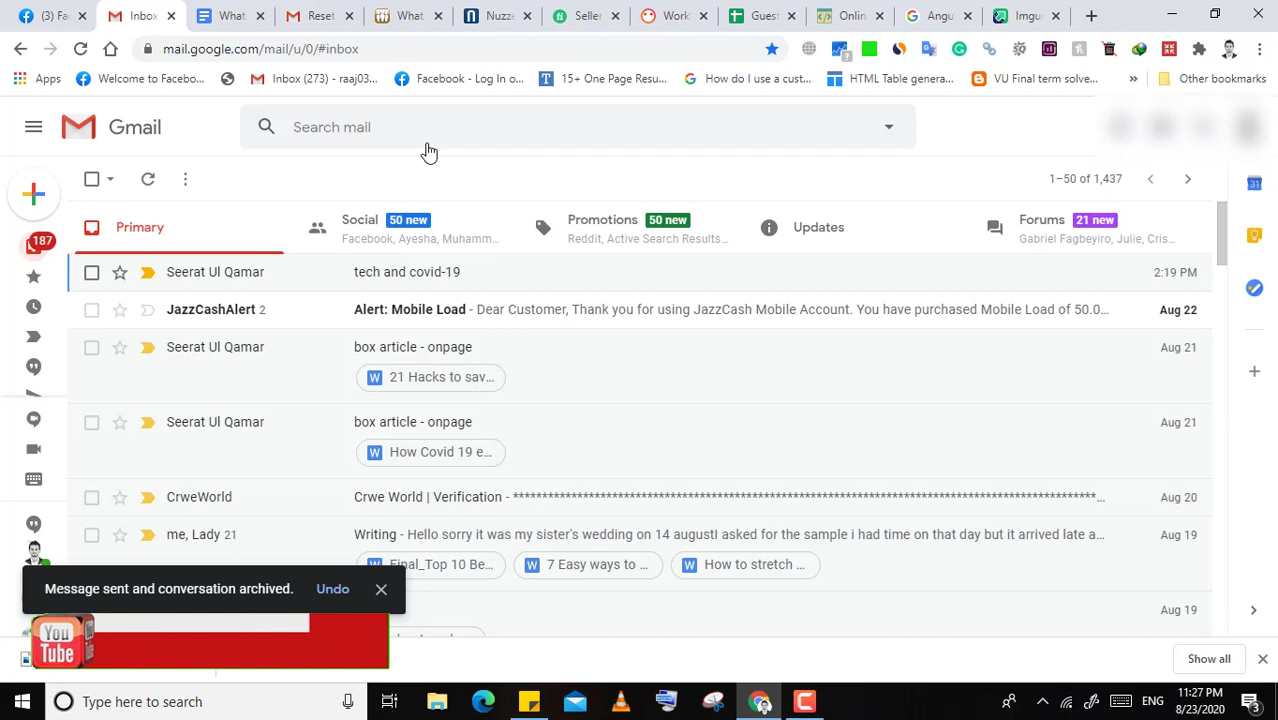 (3) Fa
Inbox
What
Reset
What
Nuzze
Seller
Work
Guest
Onlin
Angu
Imgu
mail.google.com/mail/u/0/#inbox
Apps
Welcome to Facebo...
Inbox (273) - raaj03...
Facebook - Log In o...
15+ One Page Resu...
How do I use a cust...
HTML Table genera...
VU Final term solve...
Other bookmarks
Gmail
Search mail
1–50 of 1,437
Primary
Social 50 new
Facebook, Ayesha, Muhamm...
Promotions 50 new
Reddit, Active Search Results...
Updates
Forums 21 new
Gabriel Fagbeyiro, Julie, Cris...
187
Seerat Ul Qamar tech and covid-19 2:19 PM
JazzCashAlert 2 Alert: Mobile Load - Dear Customer, Thank you for using JazzCash Mobile Account. You have purchased Mobile Load of 50.0... Aug 22
Seerat Ul Qamar box article - onpage Aug 21
21 Hacks to sav...
Seerat Ul Qamar box article - onpage Aug 21
How Covid 19 e...
CrweWorld Crwe World | Verification - ******************************************************************************************... Aug 20
me, Lady 21 Writing - Hello sorry it was my sister's wedding on 14 augustI asked for the sample i had time on that day but it arrived late a... Aug 19
Final_Top 10 Be...
7 Easy ways to ...
How to stretch ...
Message sent and conversation archived. Undo
Aug 19
You
Tube
Show all
Type here to search
ENG
11:27 PM
8/23/2020
3